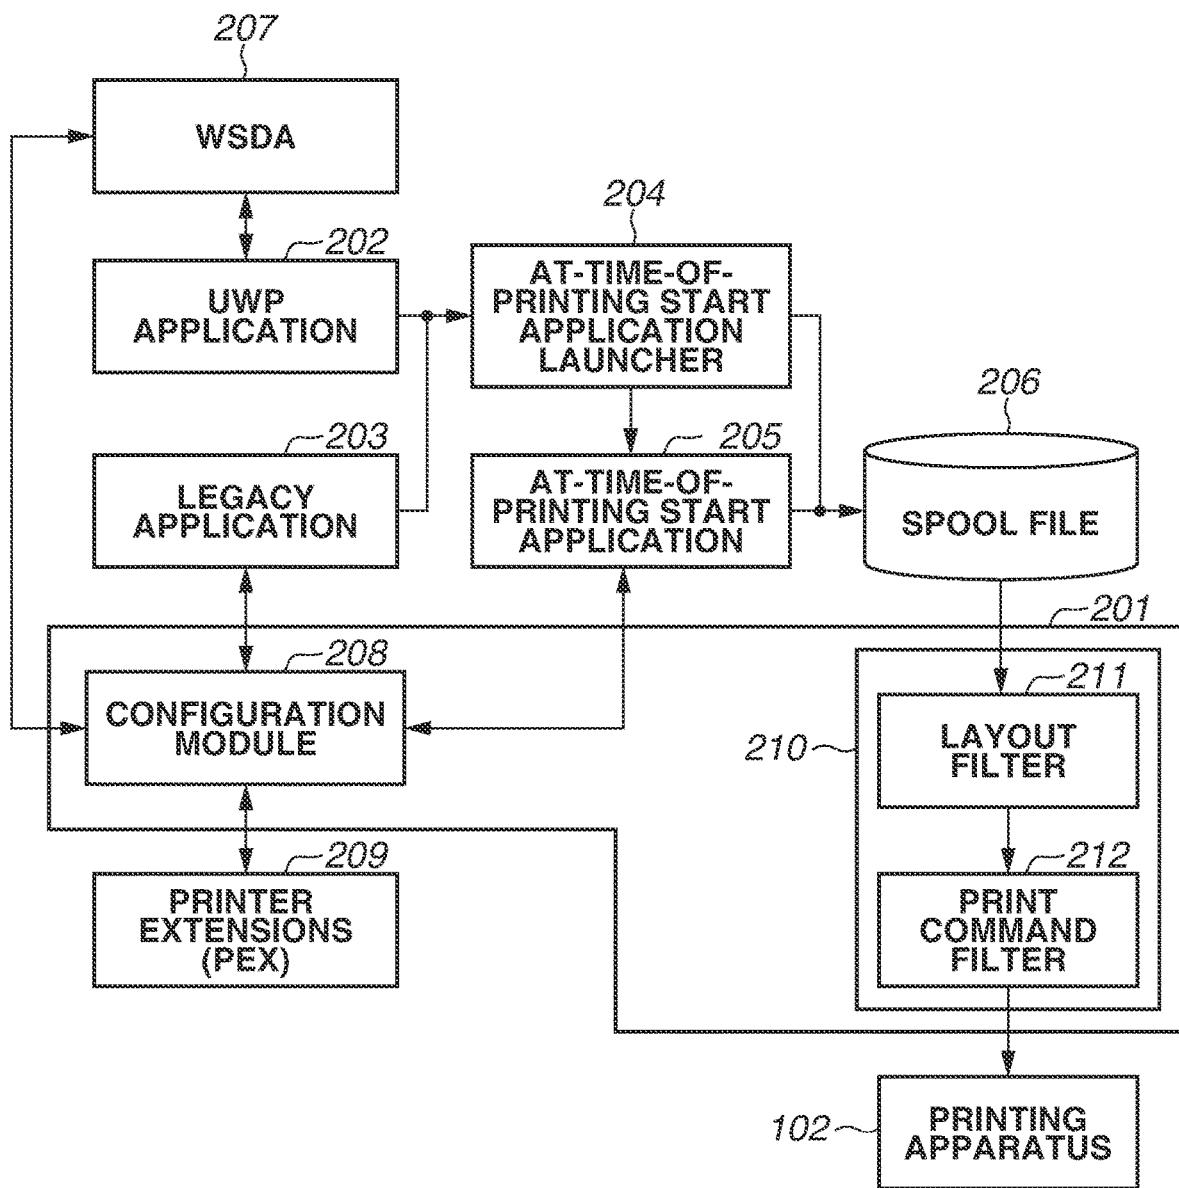 207
WSDA
202
UWP
APPLICATION
204
AT-TIME-OF-
PRINTING START
APPLICATION
LAUNCHER
203
LEGACY
APPLICATION
205
AT-TIME-OF-
PRINTING START
APPLICATION
206
SPOOL FILE
201
208
CONFIGURATION
MODULE
209
PRINTER
EXTENSIONS
(PEX)
210
211
LAYOUT
FILTER
212
PRINT
COMMAND
FILTER
102
PRINTING
APPARATUS